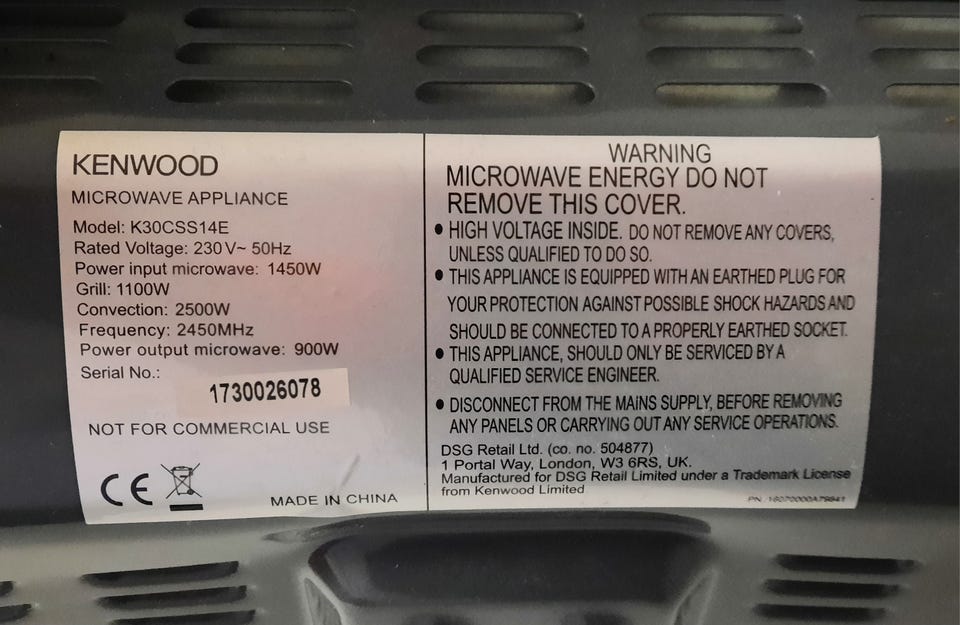 KENWOOD
MICROWAVE APPLIANCE
Model: K30CSS14E
Rated Voltage: 230V~ 50Hz
Power input microwave: 1450W
Grill: 1100W
Convection: 2500W
Frequency: 2450MHz
Power output microwave: 900W
Serial No.:
1730026078
NOT FOR COMMERCIAL USE
CE
MADE IN CHINA
WARNING
MICROWAVE ENERGY DO NOT
REMOVE THIS COVER.
• HIGH VOLTAGE INSIDE. DO NOT REMOVE ANY COVERS,
UNLESS QUALIFIED TO DO SO.
• THIS APPLIANCE IS EQUIPPED WITH AN EARTHED PLUG FOR
YOUR PROTECTION AGAINST POSSIBLE SHOCK HAZARDS AND
SHOULD BE CONNECTED TO A PROPERLY EARTHED SOCKET.
• THIS APPLIANCE, SHOULD ONLY BE SERVICED BY A
QUALIFIED SERVICE ENGINEER.
• DISCONNECT FROM THE MAINS SUPPLY, BEFORE REMOVING
ANY PANELS OR CARRYING OUT ANY SERVICE OPERATIONS.
DSG Retail Ltd. (co. no. 504877)
1 Portal Way, London, W3 6RS, UK.
Manufactured for DSG Retail Limited under a Trademark License
from Kenwood Limited
PN: